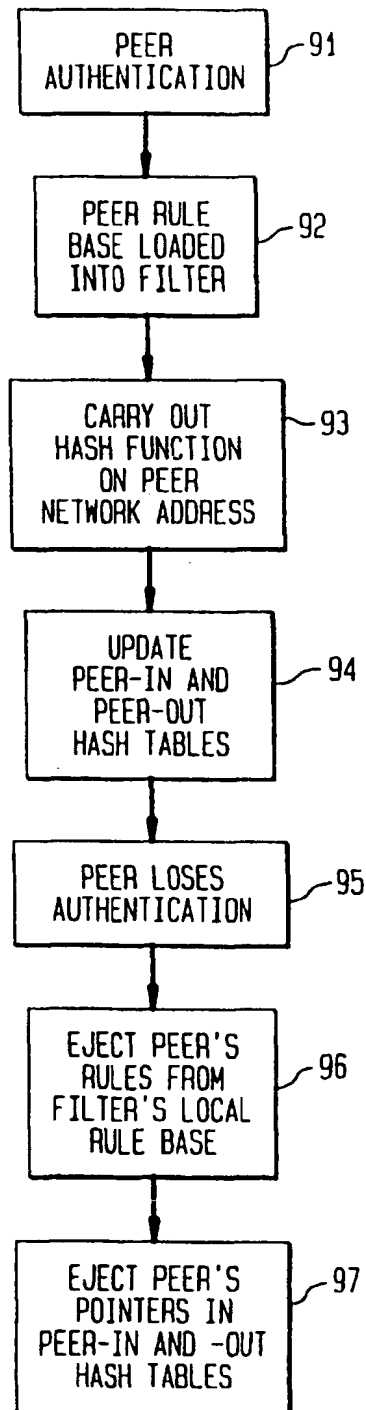 PEER
AUTHENTICATION
91
PEER RULE
BASE LOADED
INTO FILTER
92
CARRY OUT
HASH FUNCTION
ON PEER
NETWORK ADDRESS
93
UPDATE
PEER-IN AND
PEER-OUT
HASH TABLES
94
PEER LOSES
AUTHENTICATION
95
EJECT PEER'S
RULES FROM
FILTER'S LOCAL
RULE BASE
96
EJECT PEER'S
POINTERS IN
PEER-IN AND -OUT
HASH TABLES
97